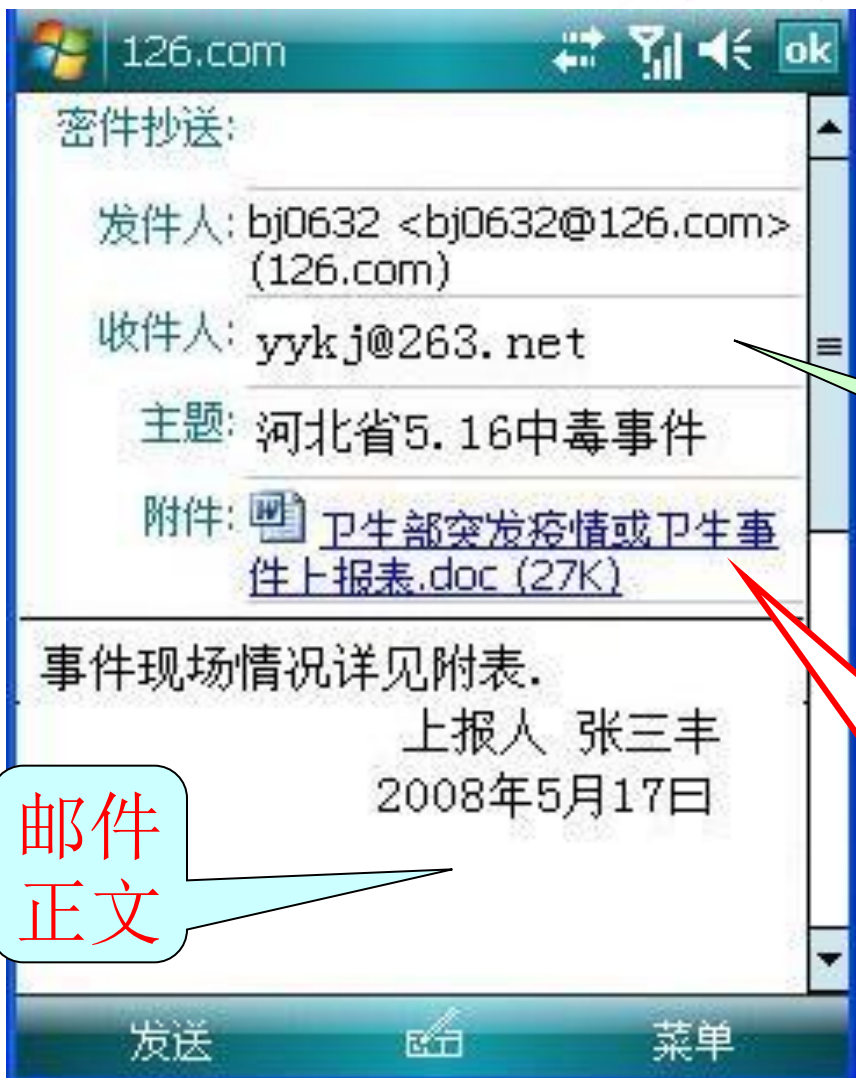 126.com
ok
密件抄送:
发件人: bj0632 <bj0632@126.com>
(126.com)
收件人: yykj@263.net
主题: 河北省5.16中毒事件
附件: 卫生部突发疫情或卫生事
件上报表.doc (27K)
事件现场情况详见附表.
上报人 张三丰
2008年5月17日
邮件
正文
发送
菜单